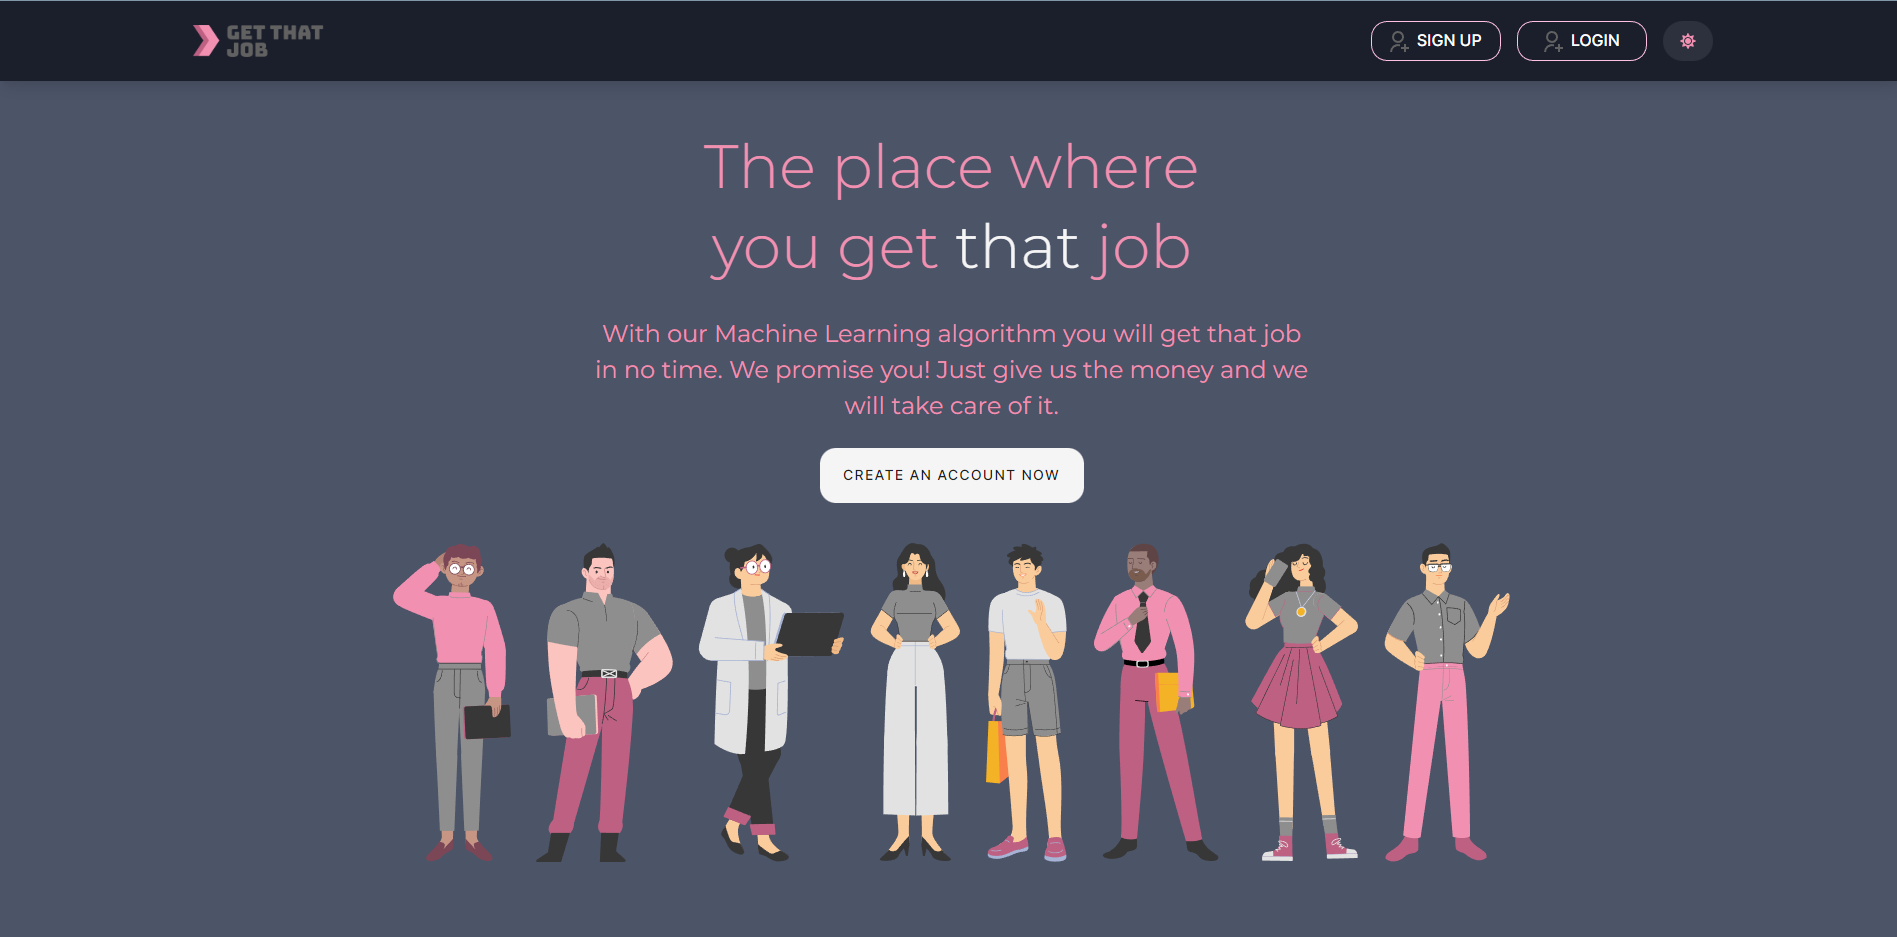 GET THAT
JOB
SIGN UP
LOGIN
The place where
you get that job
With our Machine Learning algorithm you will get that job
in no time. We promise you! Just give us the money and we
will take care of it.
CREATE AN ACCOUNT NOW